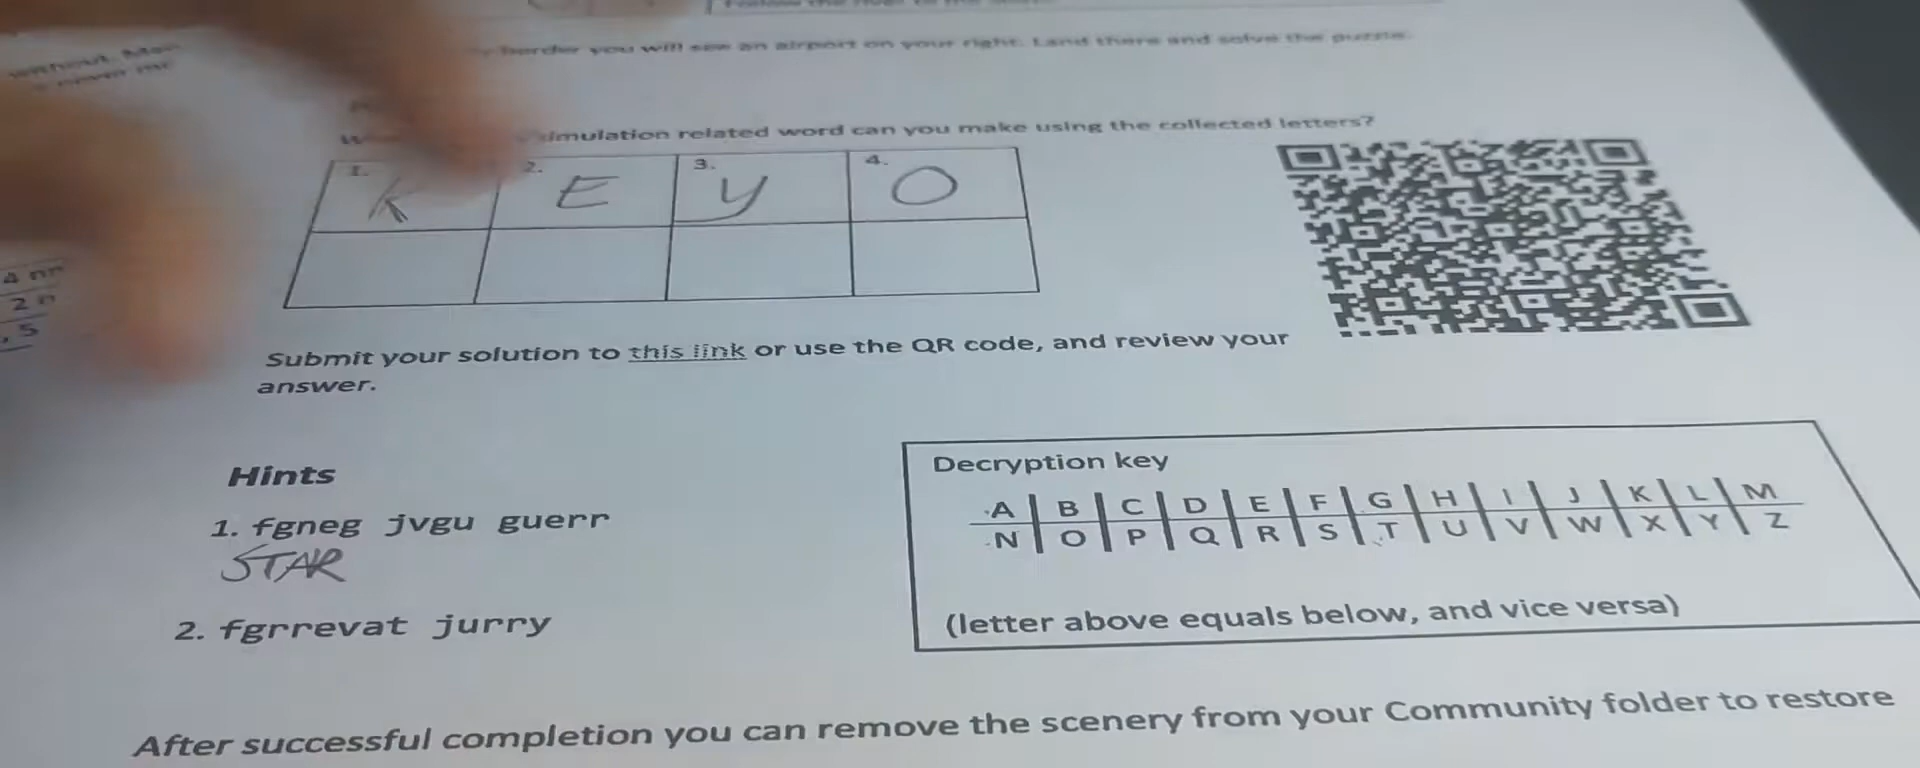 border you will see an airport on your right. Land there and solve the puzzle.
simulation related word can you make using the collected letters?
1. 2. 3. 4.
K E Y O
4
2
, 5
Submit your solution to this link or use the QR code, and review your
answer.
Hints
1. fgneg jvgu guerr
STAR
2. fgrrevat jurry
Decryption key
A B C D E F G H I J K L M
N O P Q R S T U V W X Y Z
(letter above equals below, and vice versa)
After successful completion you can remove the scenery from your Community folder to restore